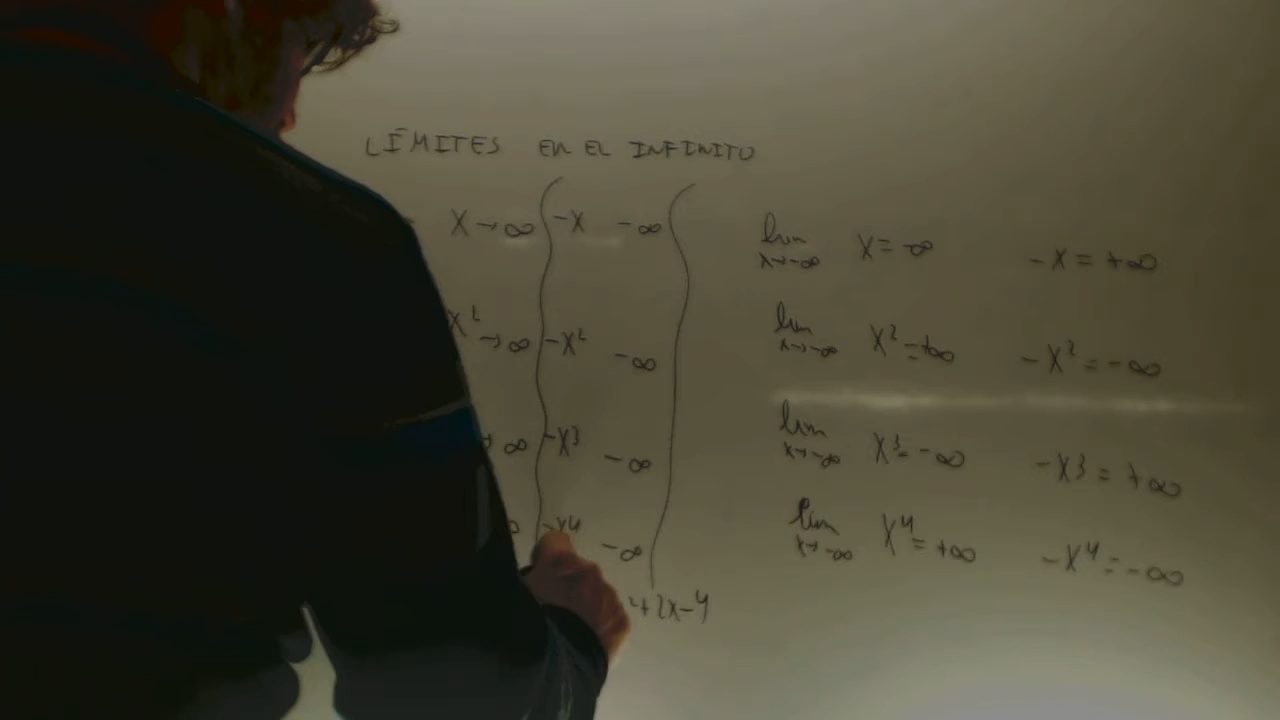 LÍMITES EN EL INFINITO
X → ∞ -X -∞ lim x→-∞ X = -∞ -X = +∞
X² → ∞ -X² -∞ lim x→-∞ X² = +∞ -X² = -∞
∞ -X3 -∞ lim x→-∞ X³ = -∞ -X3 = +∞
-X4 -∞ lim x→-∞ X⁴ = +∞ -X⁴ = -∞
+2X-4